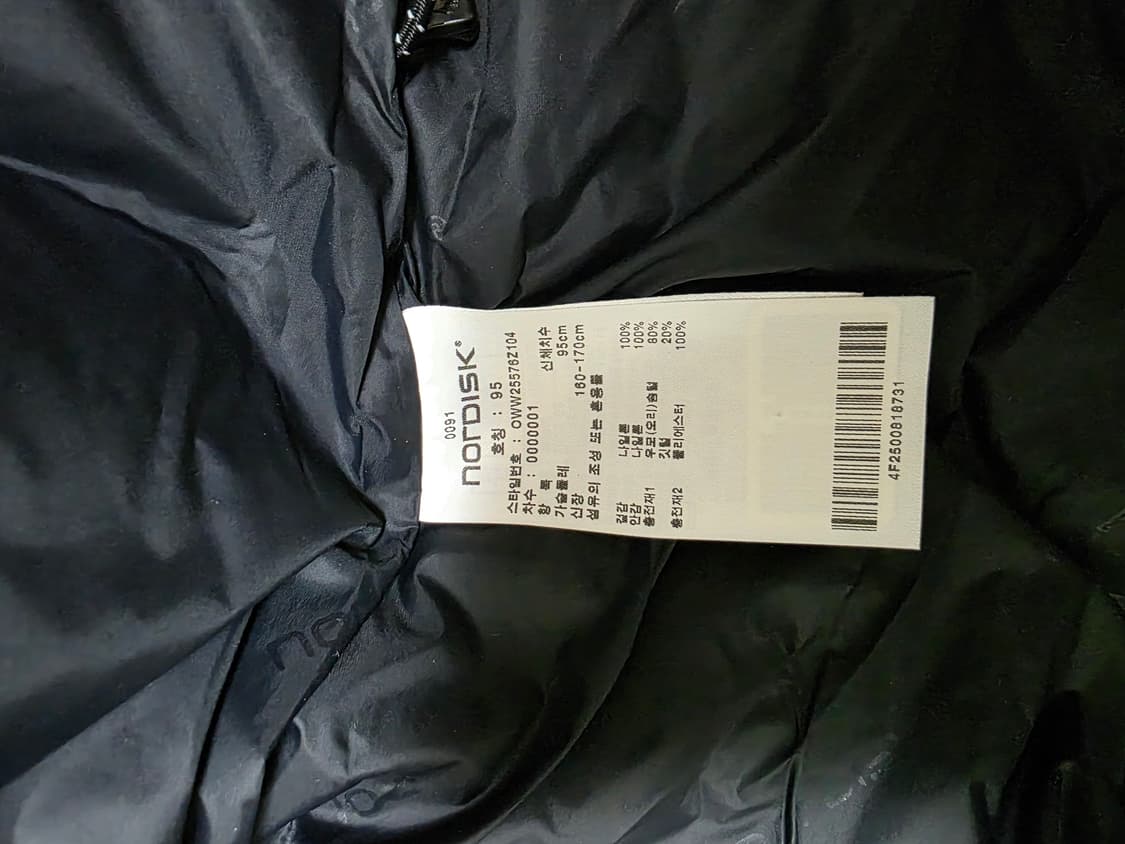 0091
nordisk®
호칭 : 95
스타일번호 : OWW25576Z104
차수 : 0000001
항 목 신체치수
가슴둘레 95cm
신장 160-170cm
섬유의 조성 또는 혼용률
겉감 나일론 100%
안감 나일론 100%
충전재1 우모(오리)솜털 80%
깃털 20%
충전재2 폴리에스터 100%
4F2500818731
no